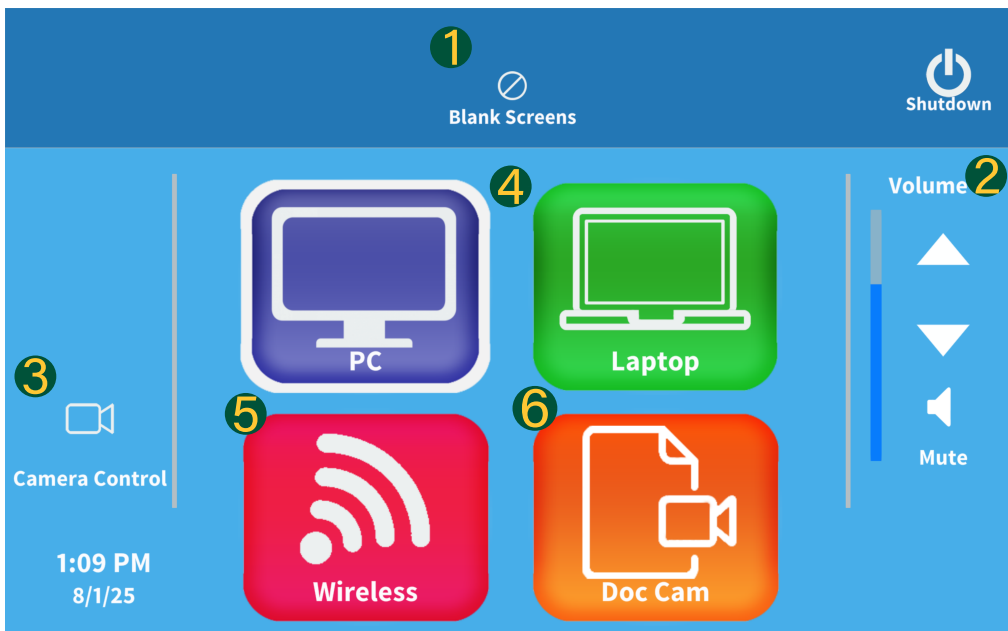 1
Blank Screens
Shutdown
Volume 2
4
PC
Laptop
3
Camera Control
Mute
5
Wireless
6
Doc Cam
1:09 PM
8/1/25